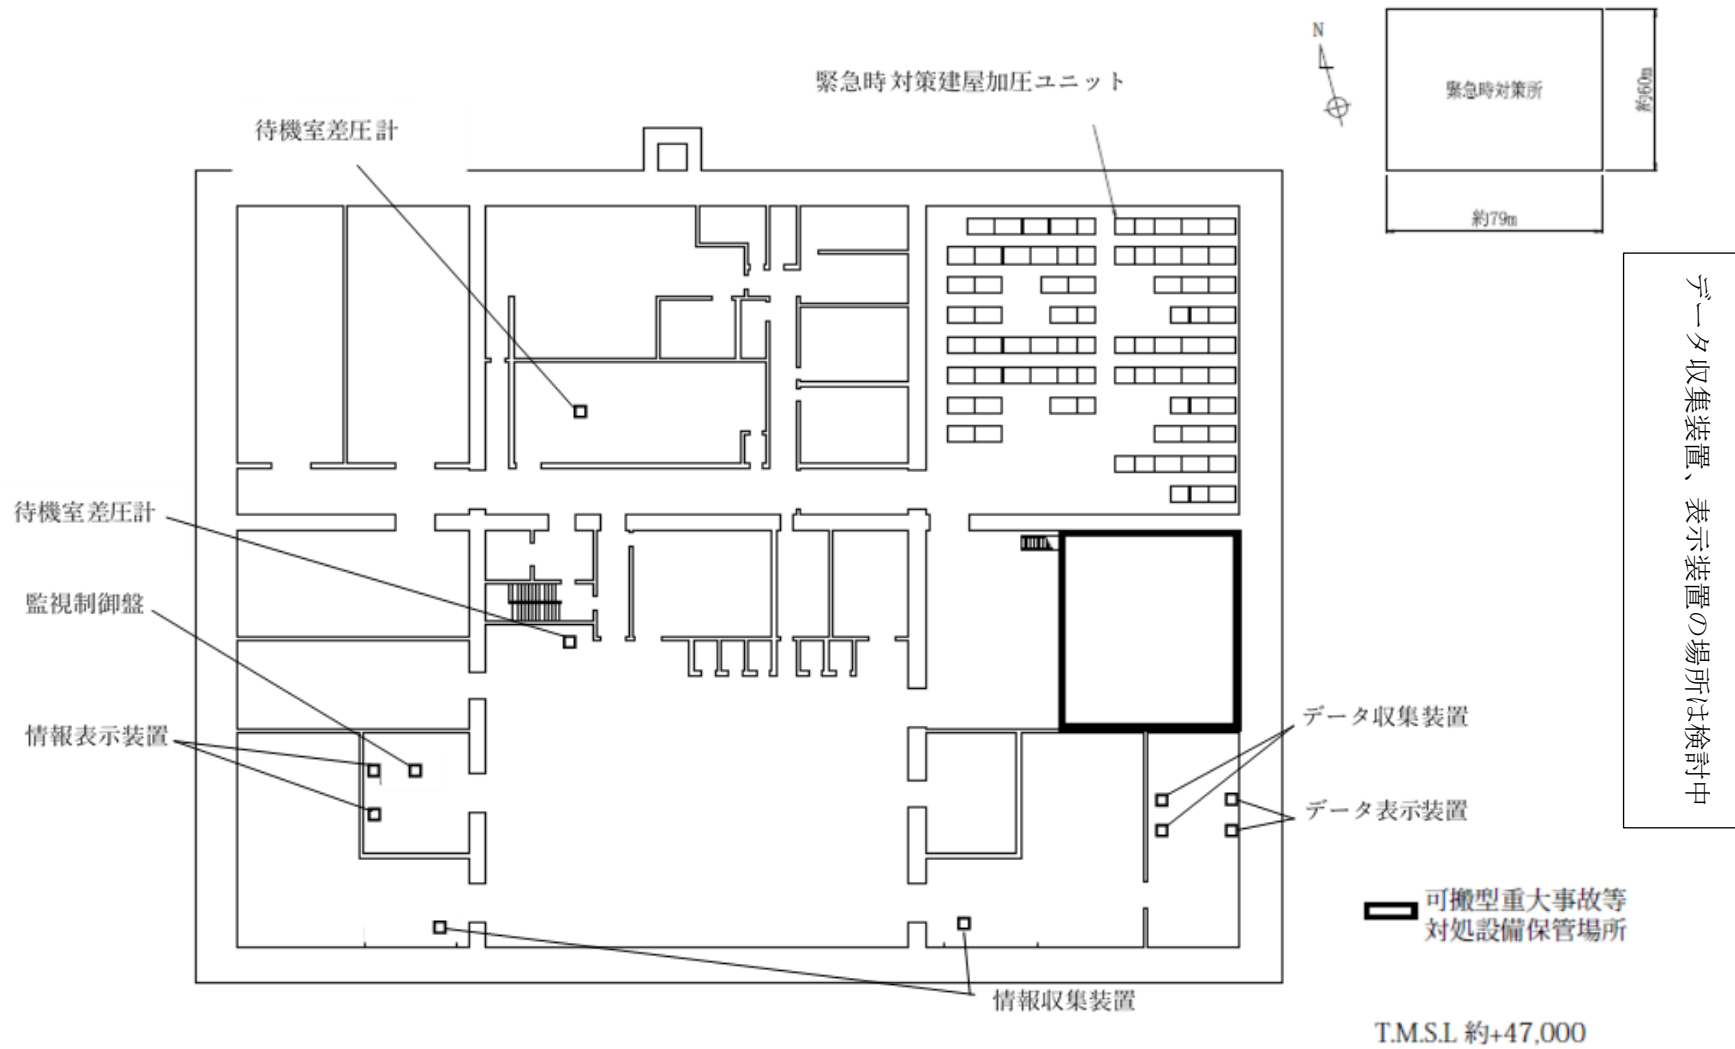 N
緊急時対策所
約60m
約79m
緊急時対策建屋加圧ユニット
待機室差圧計
待機室差圧計
監視制御盤
情報表示装置
データ収集装置
データ表示装置
情報収集装置
データ収集装置、表示装置の場所は検討中
可搬型重大事故等
対処設備保管場所
T.M.S.L 約+47,000